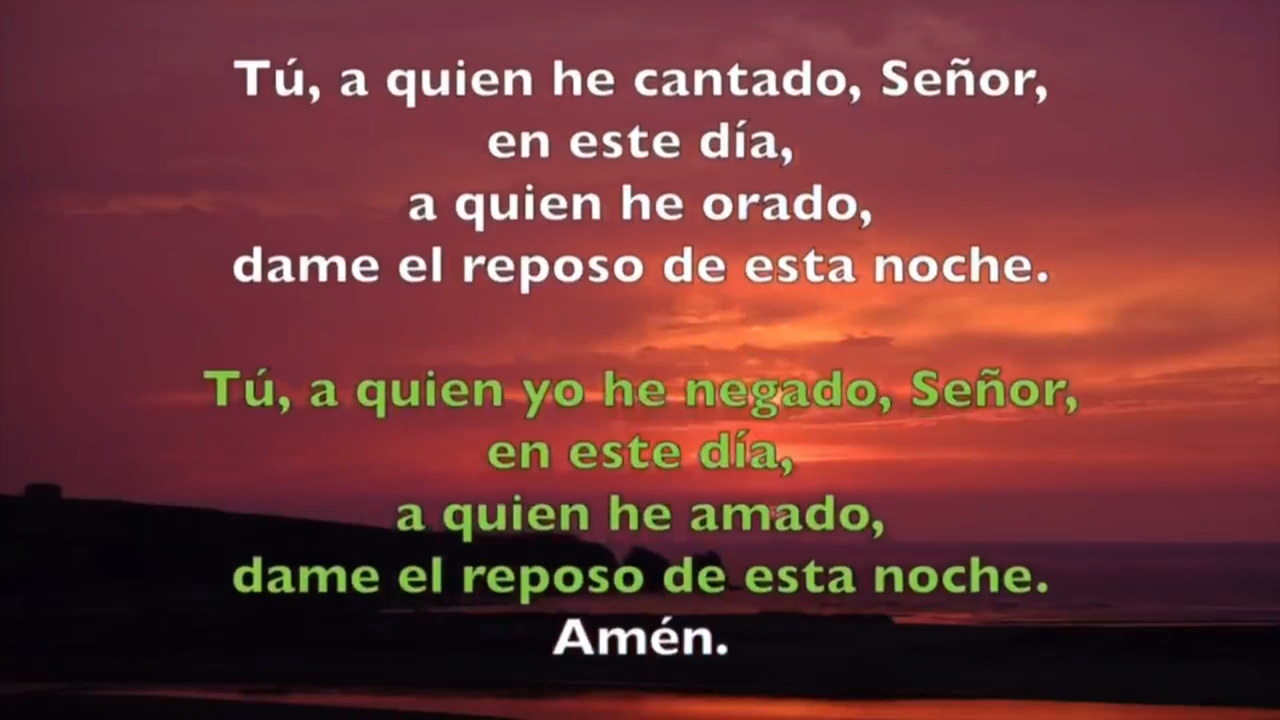 Tú, a quien he cantado, Señor,
en este día,
a quien he orado,
dame el reposo de esta noche.
Tú, a quien yo he negado, Señor,
en este día,
a quien he amado,
dame el reposo de esta noche.
Amén.